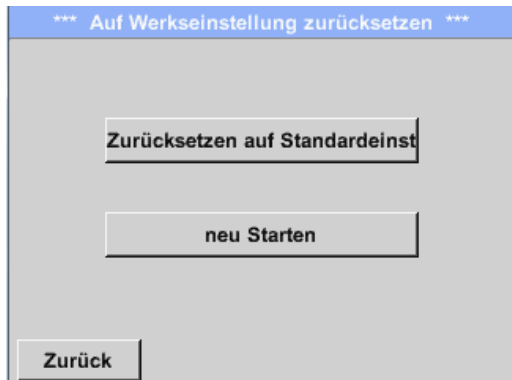 *** Auf Werkseinstellung zurücksetzen ***
Zurücksetzen auf Standardeinst
neu Starten
Zurück